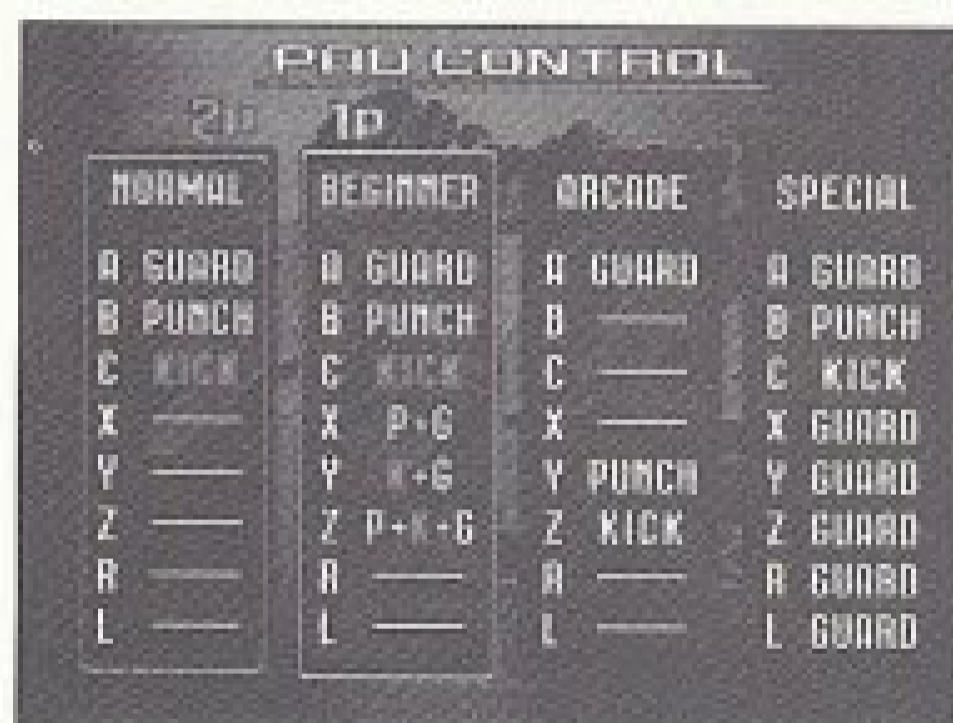 PAD CONTROL
2P 1P
NORMAL BEGINNER ARCADE SPECIAL
A GUARD A GUARD A GUARD A GUARD
B PUNCH B PUNCH B —— B PUNCH
C KICK C KICK C —— C KICK
X —— X P+G X —— X GUARD
Y —— Y K+G Y PUNCH Y GUARD
Z —— Z P+K+G Z KICK Z GUARD
R —— R —— R —— R GUARD
L —— L —— L —— L GUARD